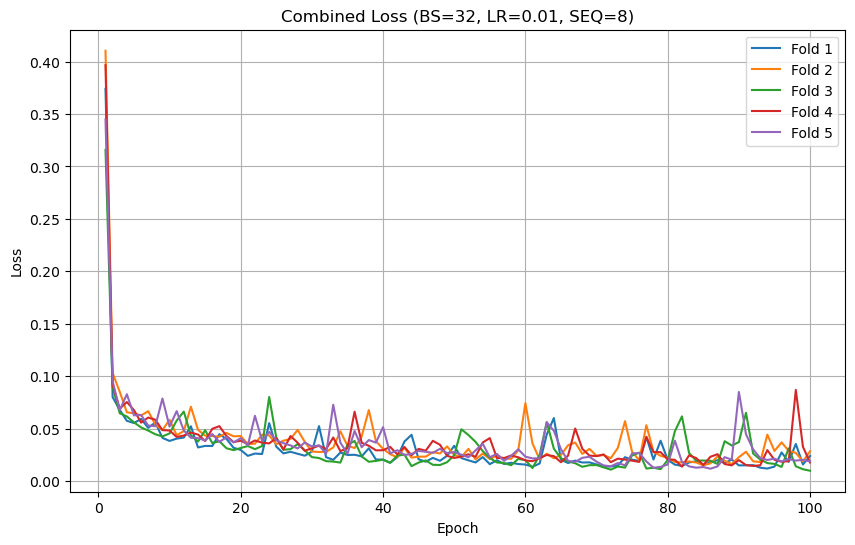 Combined Loss (BS=32, LR=0.01, SEQ=8)
Fold 1
Fold 2
Fold 3
Fold 4
Fold 5
0.40
0.35
0.30
0.25
0.20
0.15
0.10
0.05
0.00
Loss
0 20 40 60 80 100
Epoch